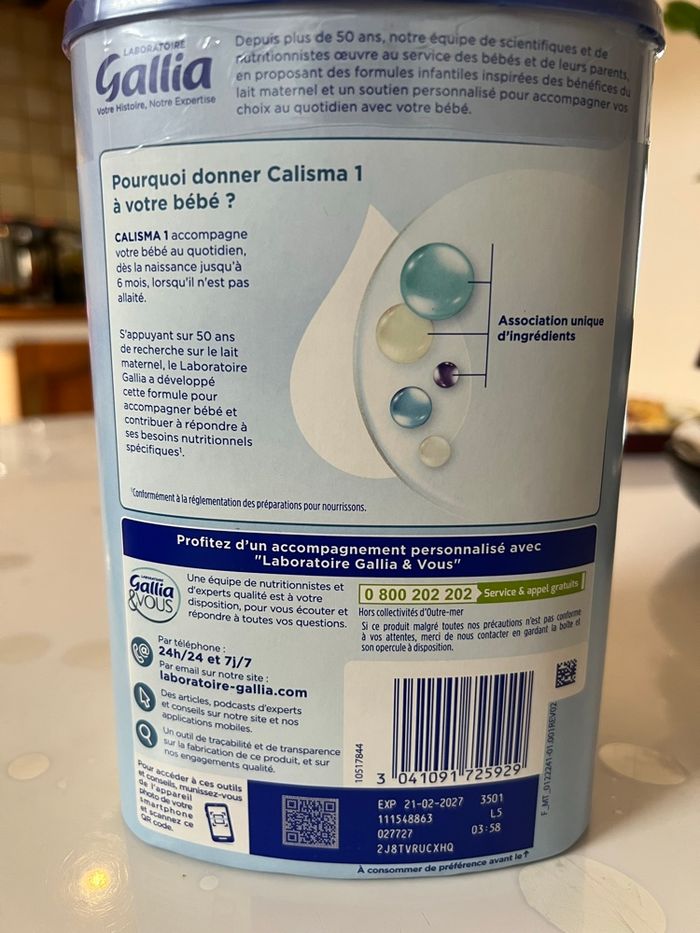 LABORATOIRE
Gallia
Votre Histoire, Notre Expertise
Depuis plus de 50 ans, notre équipe de scientifiques et de
nutritionnistes œuvre au service des bébés et de leurs parents,
en proposant des formules infantiles inspirées des bénéfices du
lait maternel et un soutien personnalisé pour accompagner vos
choix au quotidien avec votre bébé.
Pourquoi donner Calisma 1
à votre bébé ?
CALISMA 1 accompagne
votre bébé au quotidien,
dès la naissance jusqu'à
6 mois, lorsqu'il n'est pas
allaité.
S'appuyant sur 50 ans
de recherche sur le lait
maternel, le Laboratoire
Gallia a développé
cette formule pour
accompagner bébé et
contribuer à répondre à
ses besoins nutritionnels
spécifiques¹.
Association unique
d'ingrédients
¹Conformément à la réglementation des préparations pour nourrissons.
Profitez d'un accompagnement personnalisé avec
"Laboratoire Gallia & Vous"
LABORATOIRE
Gallia
&VOUS
Une équipe de nutritionnistes et
d'experts qualité est à votre
disposition, pour vous écouter et
répondre à toutes vos questions.
Par téléphone :
24h/24 et 7j/7
Par email sur notre site :
laboratoire-gallia.com
Des articles, podcasts d'experts
et conseils sur notre site et nos
applications mobiles.
Un outil de traçabilité et de transparence
sur la fabrication de ce produit, et sur
nos engagements qualité.
Pour accéder à ces outils
et conseils, munissez-vous
de l'appareil
photo de votre
smartphone
et scannez ce
QR code.
0 800 202 202 Service & appel gratuits
Hors collectivités d'Outre-mer
Si ce produit malgré toutes nos précautions n'est pas conforme
à vos attentes, merci de nous contacter en gardant la boîte et
son opercule à disposition.
10517844
3 041091 725929
F_MT_0122241-01.001REV02
EXP 21-02-2027 3501
111548863 L5
027727 03:58
2J8TVRUCXHQ
À consommer de préférence avant le